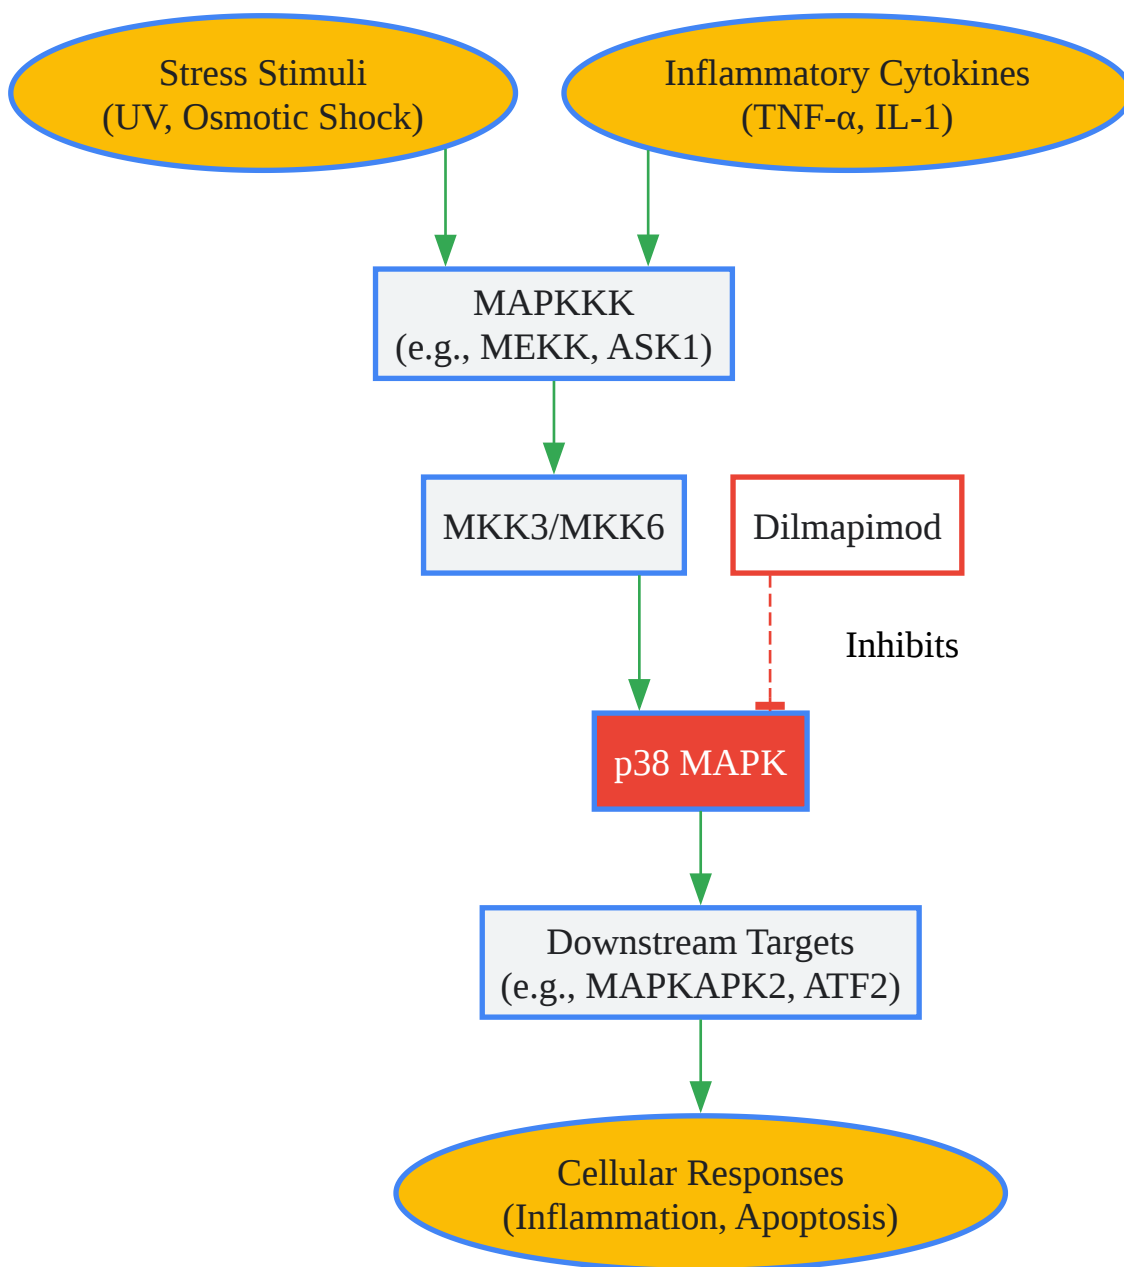 Stress Stimuli
(UV, Osmotic Shock)
Inflammatory Cytokines
(TNF-α, IL-1)
MAPKKK
(e.g., MEKK, ASK1)
MKK3/MKK6
Dilmapimod
Inhibits
p38 MAPK
Downstream Targets
(e.g., MAPKAPK2, ATF2)
Cellular Responses
(Inflammation, Apoptosis)